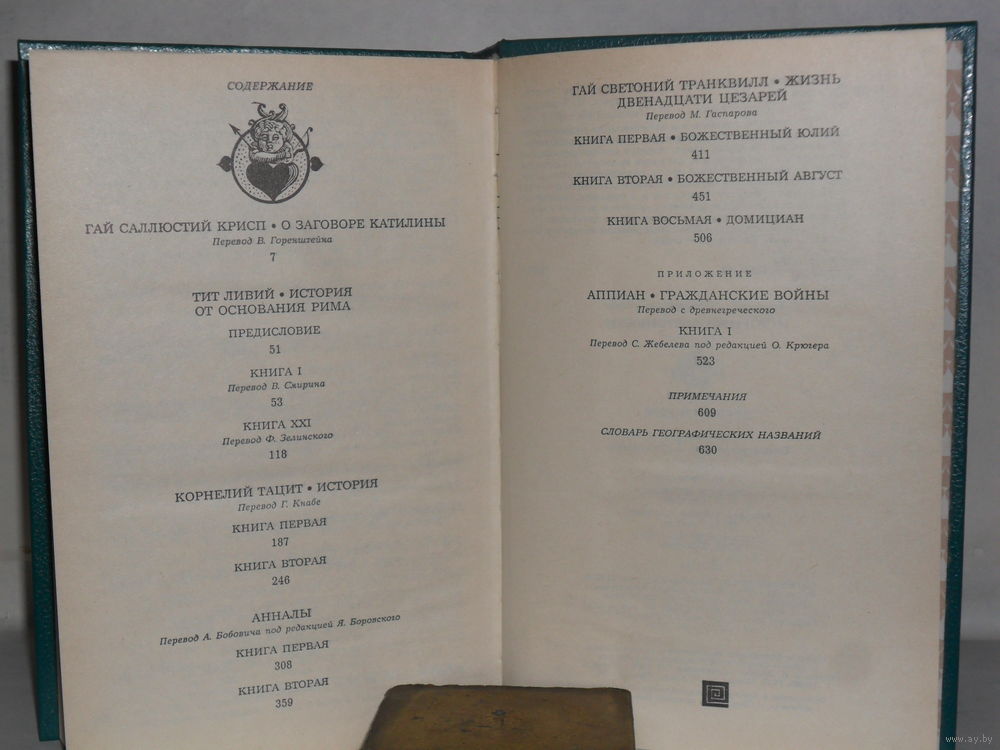 СОДЕРЖАНИЕ
ГАЙ САЛЛЮСТИЙ КРИСП • О ЗАГОВОРЕ КАТИЛИНЫ
Перевод В. Горенштейна
7
ТИТ ЛИВИЙ • ИСТОРИЯ
ОТ ОСНОВАНИЯ РИМА
ПРЕДИСЛОВИЕ
51
КНИГА I
Перевод В. Смирина
53
КНИГА XXI
Перевод Ф. Зелинского
118
КОРНЕЛИЙ ТАЦИТ • ИСТОРИЯ
Перевод Г. Кнабе
КНИГА ПЕРВАЯ
187
КНИГА ВТОРАЯ
246
АННАЛЫ
Перевод А. Бобовича под редакцией Я. Боровского
КНИГА ПЕРВАЯ
308
КНИГА ВТОРАЯ
359
ГАЙ СВЕТОНИЙ ТРАНКВИЛЛ • ЖИЗНЬ
ДВЕНАДЦАТИ ЦЕЗАРЕЙ
Перевод М. Гаспарова
КНИГА ПЕРВАЯ • БОЖЕСТВЕННЫЙ ЮЛИЙ
411
КНИГА ВТОРАЯ • БОЖЕСТВЕННЫЙ АВГУСТ
451
КНИГА ВОСЬМАЯ • ДОМИЦИАН
506
ПРИЛОЖЕНИЕ
АППИАН • ГРАЖДАНСКИЕ ВОЙНЫ
Перевод с древнегреческого
КНИГА I
Перевод С. Жебелева под редакцией О. Крюгера
523
ПРИМЕЧАНИЯ
609
СЛОВАРЬ ГЕОГРАФИЧЕСКИХ НАЗВАНИЙ
630
www.ay.by